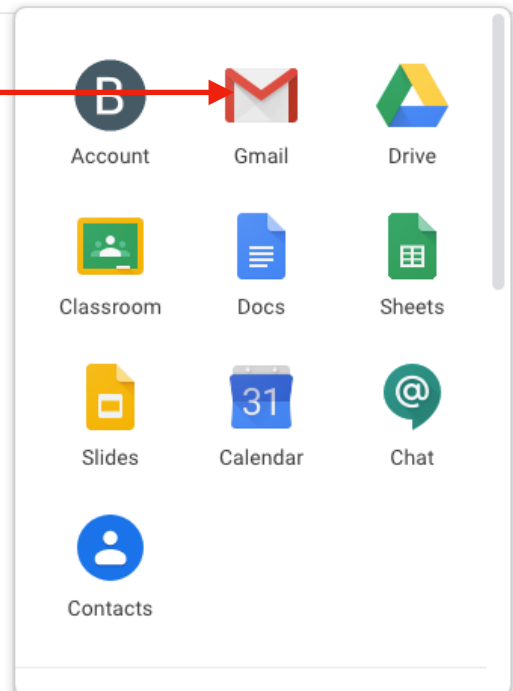 B
Account Gmail Drive
Classroom Docs Sheets
31 @
Slides Calendar Chat
Contacts